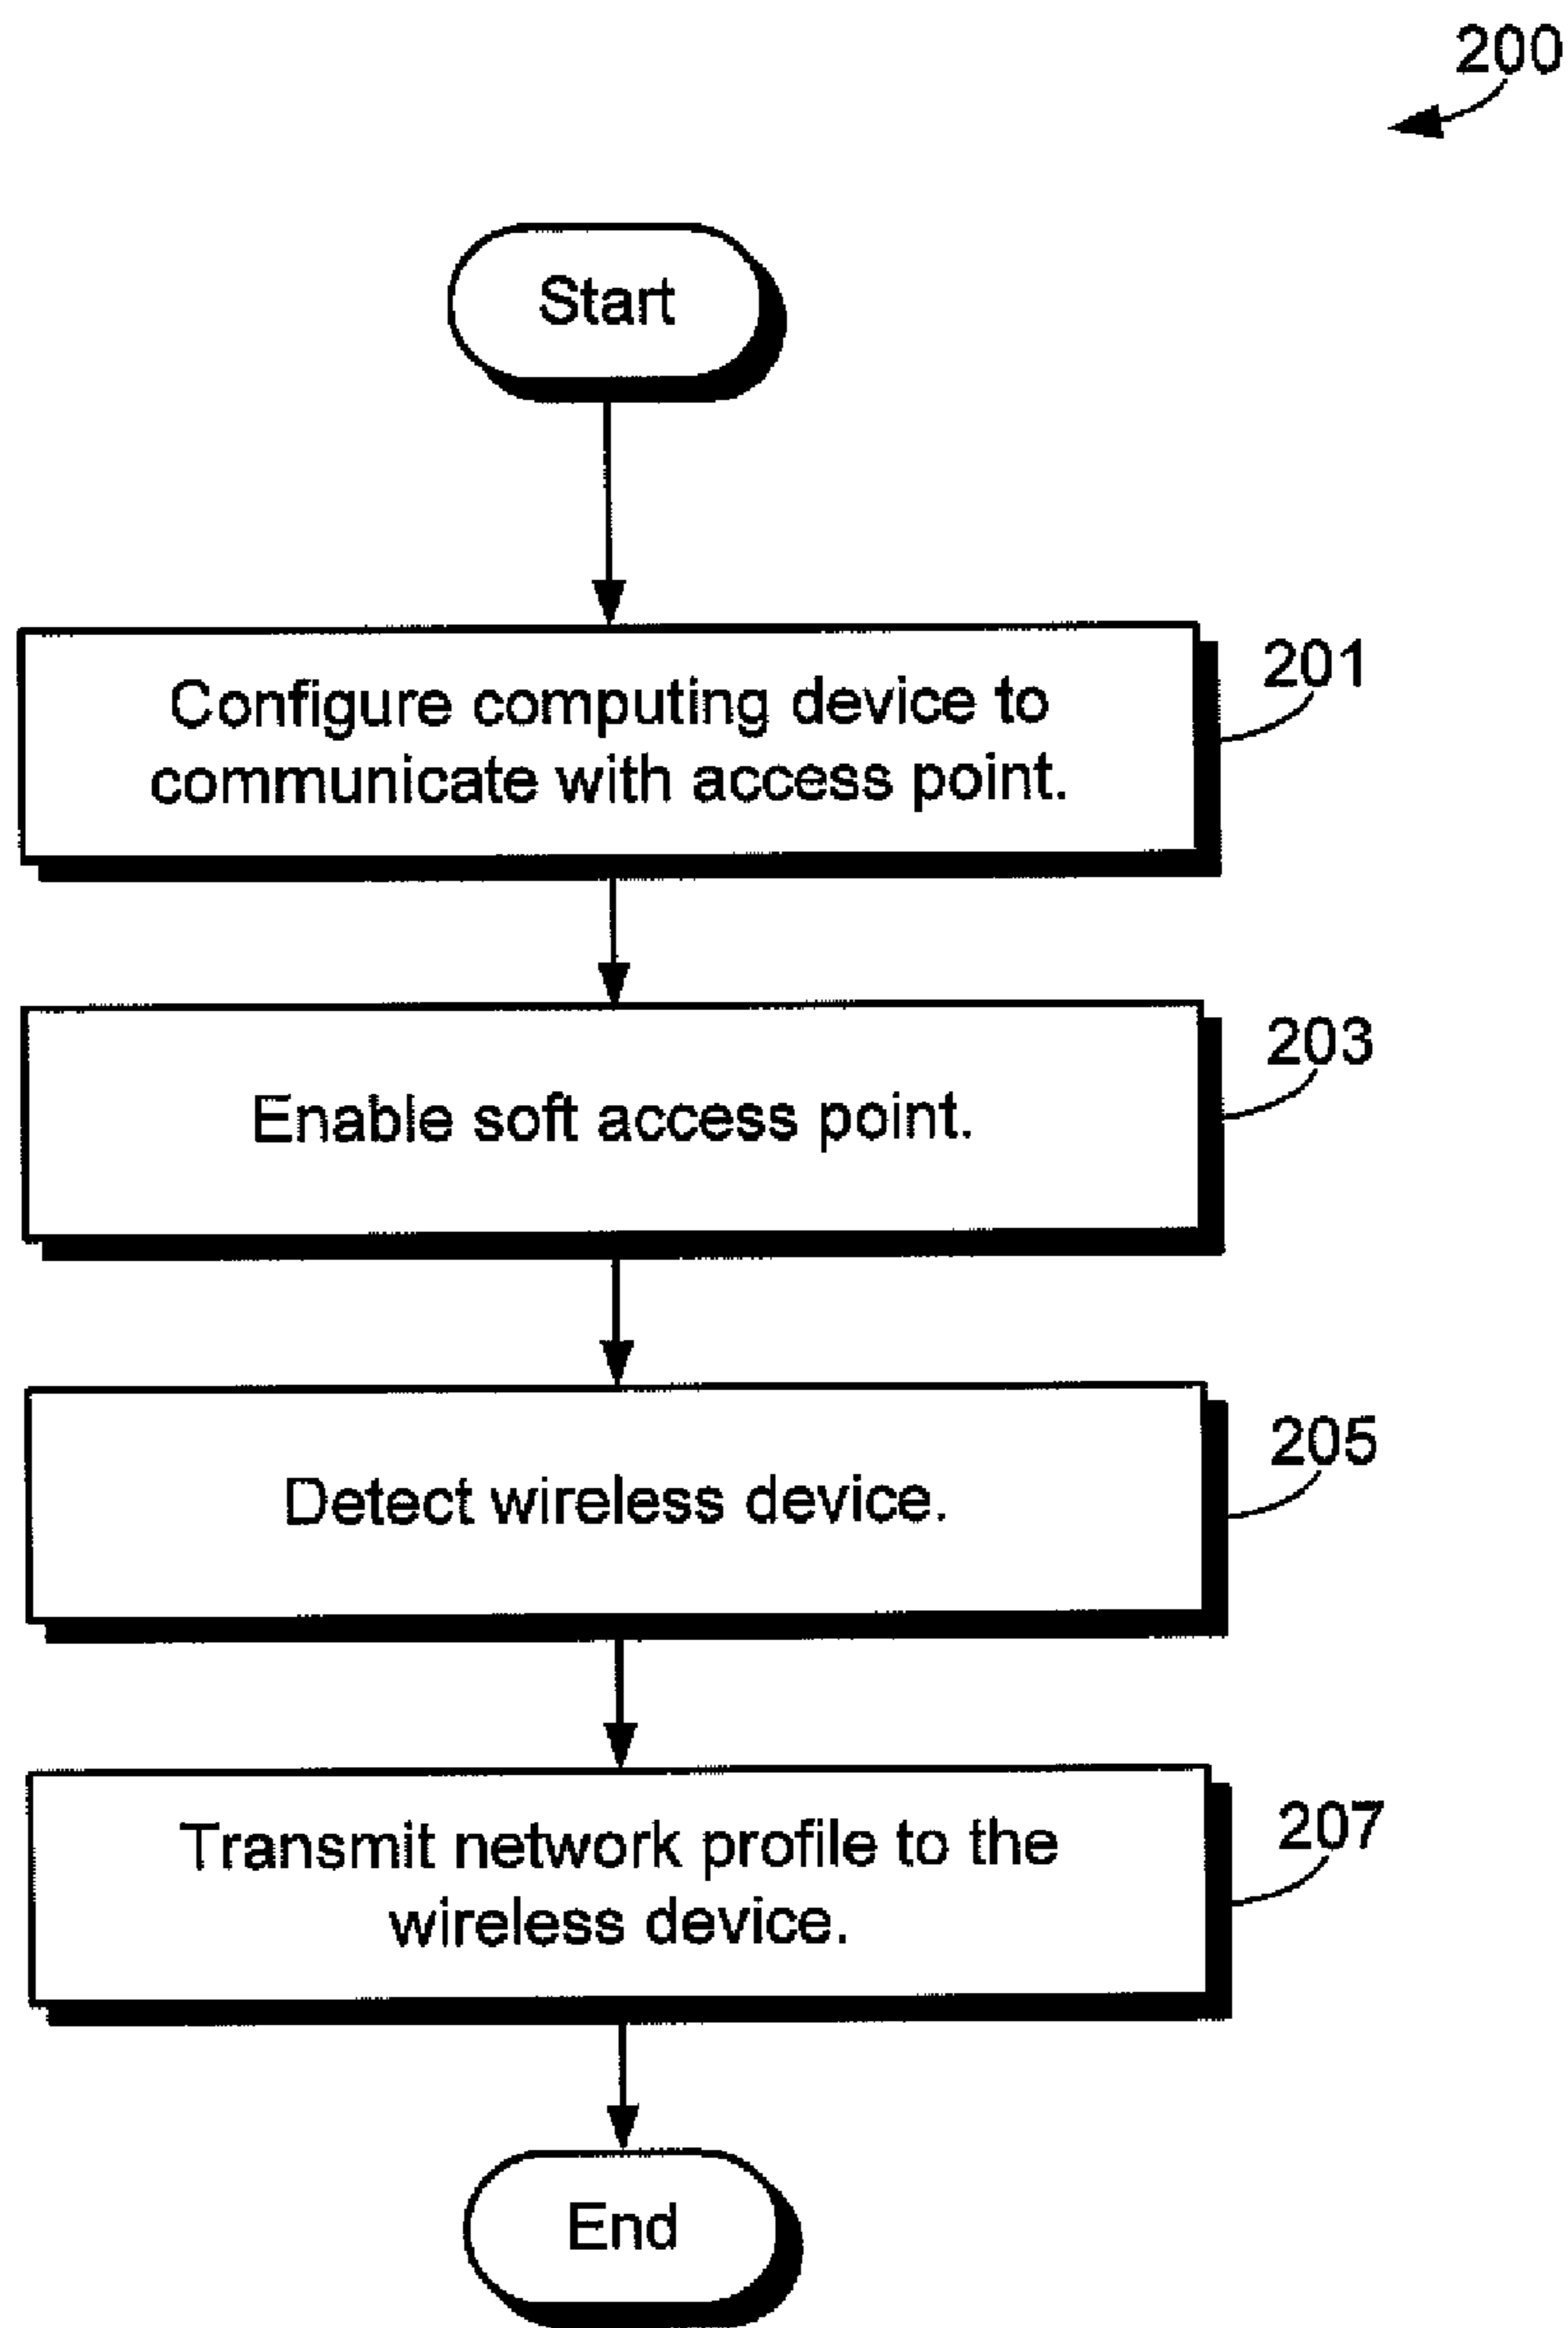 200
Start
Configure computing device to
communicate with access point.
201
Enable soft access point.
203
Detect wireless device.
205
Transmit network profile to the
wireless device.
207
End